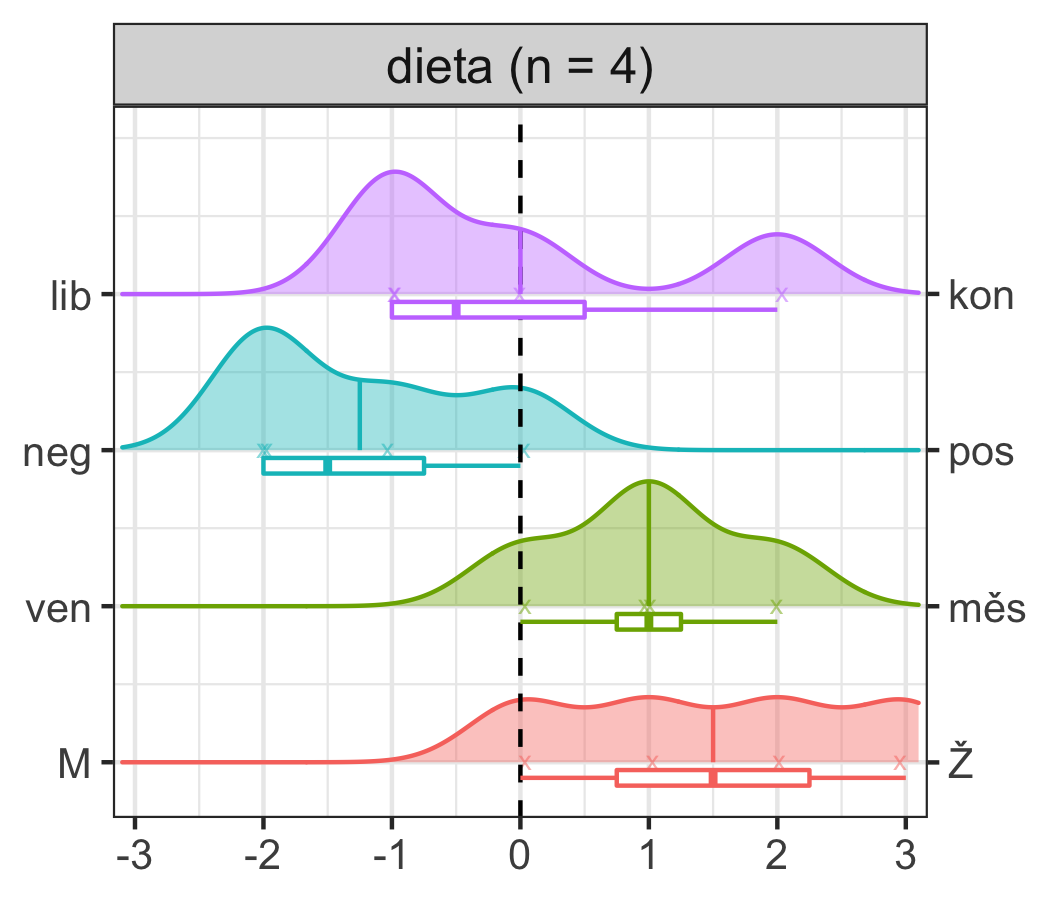 dieta (n = 4)
lib kon
neg pos
ven měs
M Ž
-3 -2 -1 0 1 2 3